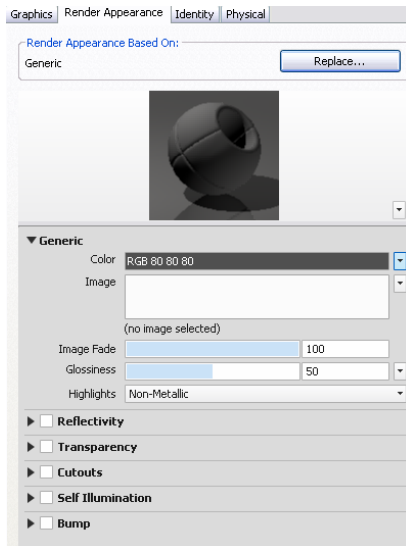 Graphics Render Appearance Identity Physical
Render Appearance Based On:
Generic Replace...
Generic
Color RGB 80 80 80
Image
(no image selected)
Image Fade 100
Glossiness 50
Highlights Non-Metallic
Reflectivity
Transparency
Cutouts
Self Illumination
Bump